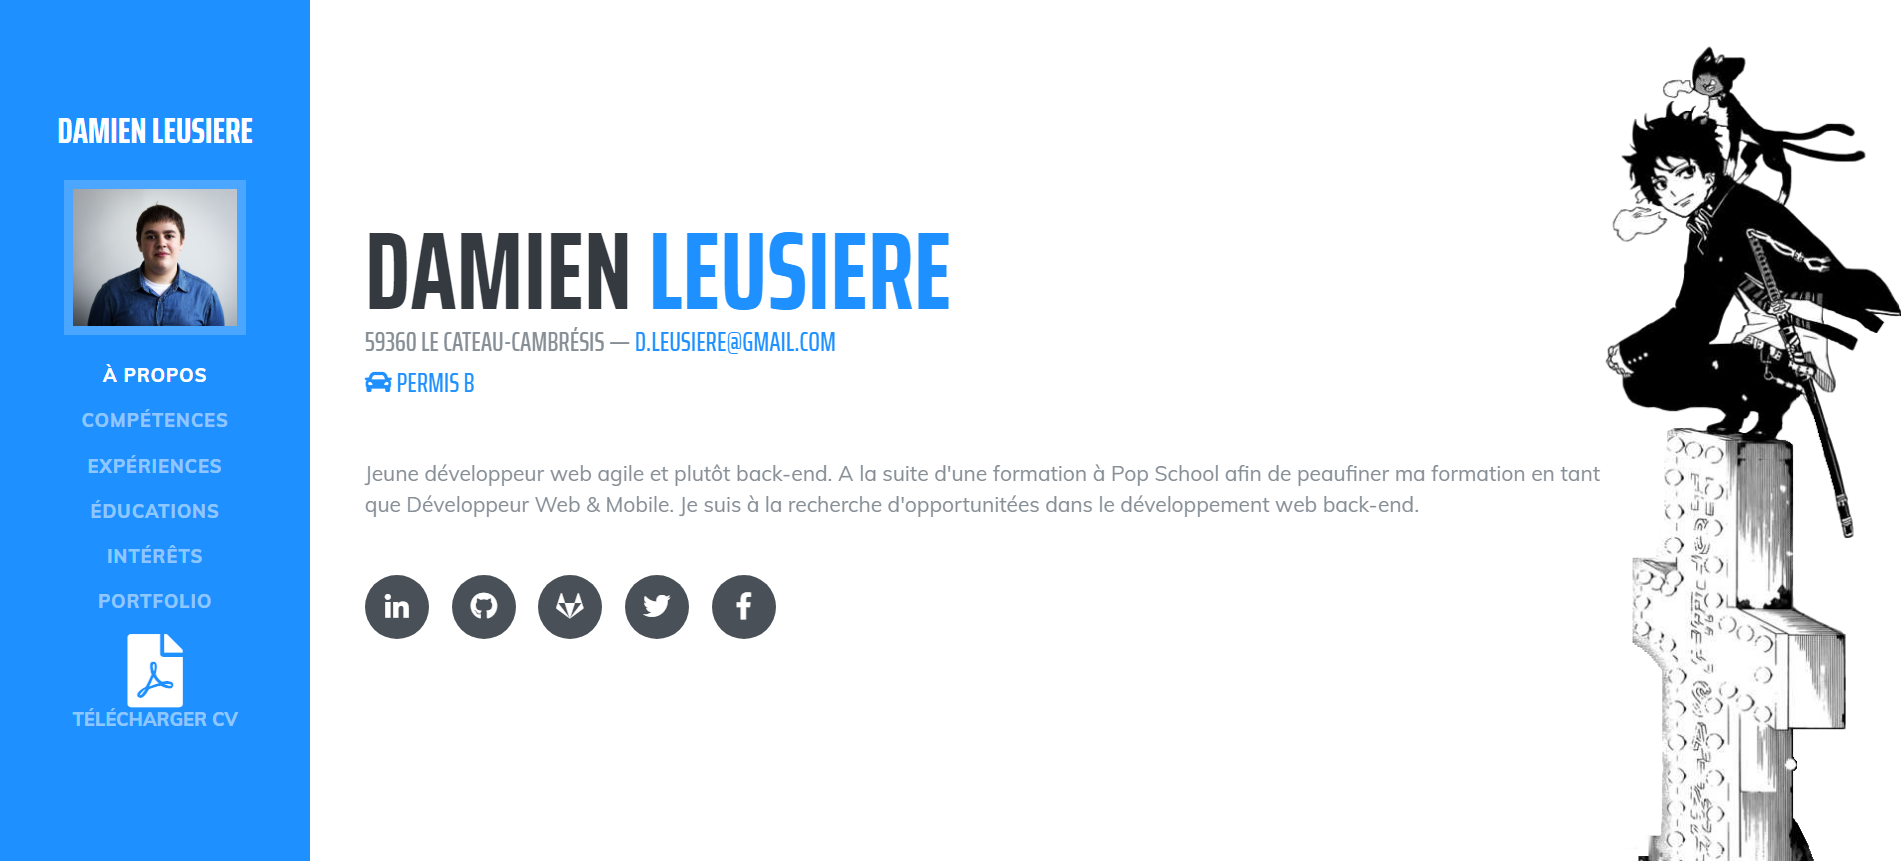 DAMIEN LEUSIERE
À PROPOS
COMPÉTENCES
EXPÉRIENCES
ÉDUCATIONS
INTÉRÊTS
PORTFOLIO
TÉLÉCHARGER CV
DAMIEN LEUSIERE
59360 LE CATEAU-CAMBRÉSIS — D.LEUSIERE@GMAIL.COM
PERMIS B
Jeune développeur web agile et plutôt back-end. A la suite d'une formation à Pop School afin de peaufiner ma formation en tant
que Développeur Web & Mobile. Je suis à la recherche d'opportunitées dans le développement web back-end.